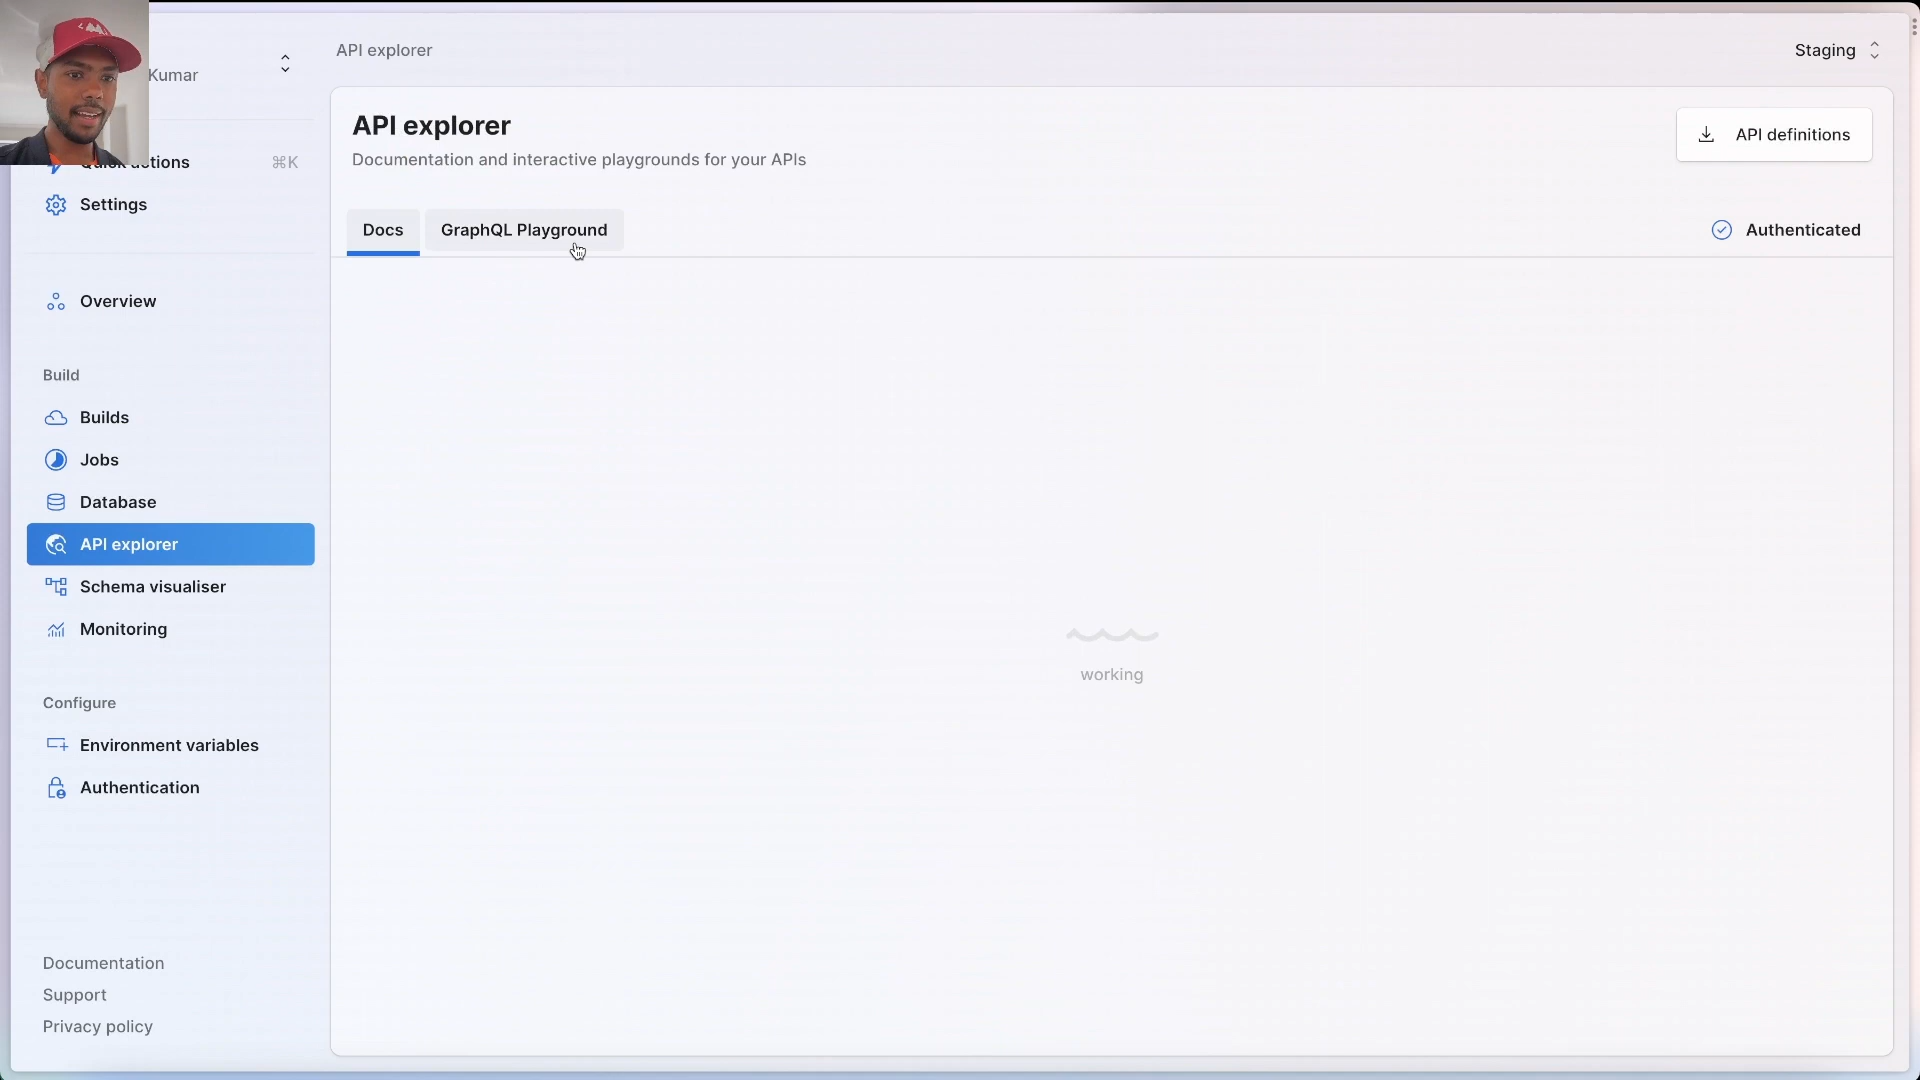 Kumar
Quick actions
⌘K
Settings
Overview
Build
Builds
Jobs
Database
API explorer
Schema visualiser
Monitoring
Configure
Environment variables
Authentication
Documentation
Support
Privacy policy
API explorer
Staging
API explorer
Documentation and interactive playgrounds for your APIs
API definitions
Docs
GraphQL Playground
Authenticated
working